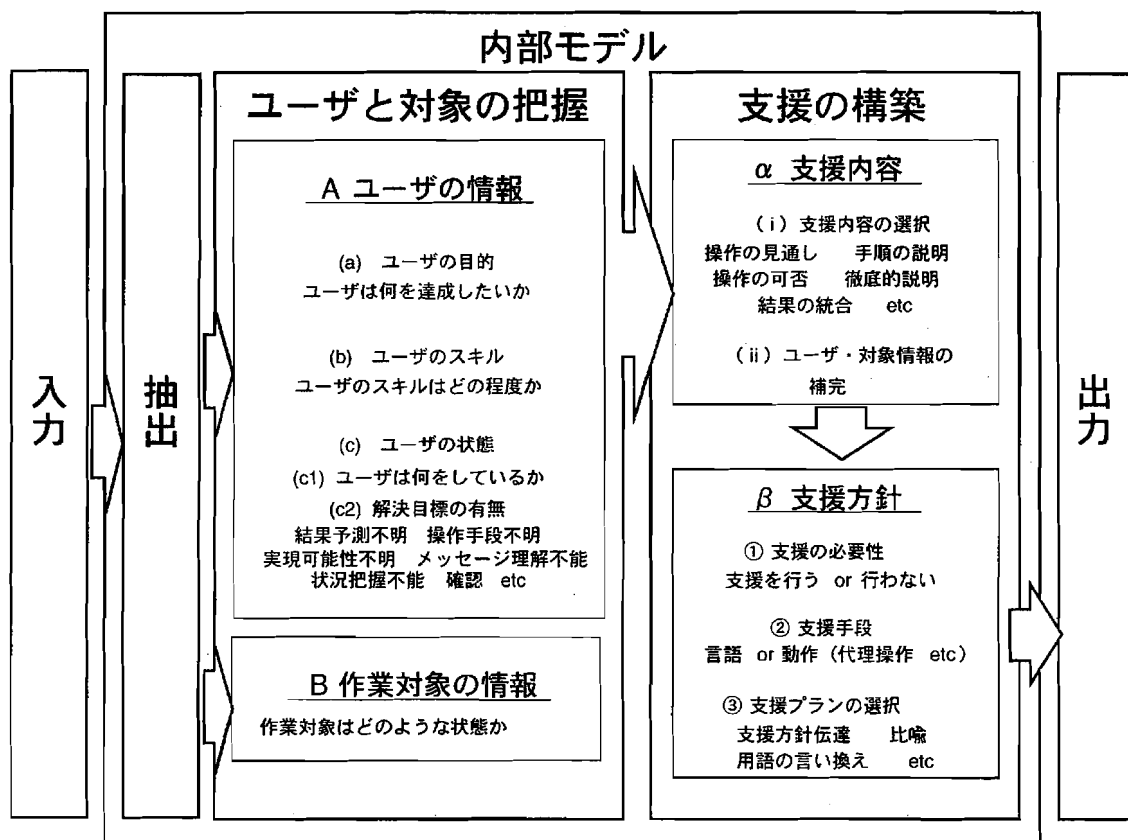 内部モデル
入力
抽出
ユーザと対象の把握
A ユーザの情報
(a) ユーザの目的
ユーザは何を達成したいか
(b) ユーザのスキル
ユーザのスキルはどの程度か
(c) ユーザの状態
(c1) ユーザは何をしているか
(c2) 解決目標の有無
結果予測不明 操作手段不明
実現可能性不明 メッセージ理解不能
状況把握不能 確認 etc
B 作業対象の情報
作業対象はどのような状態か
支援の構築
α 支援内容
(i) 支援内容の選択
操作の見通し 手順の説明
操作の可否 徹底的説明
結果の統合 etc
(ii) ユーザ・対象情報の
補完
β 支援方針
① 支援の必要性
支援を行う or 行わない
② 支援手段
言語 or 動作（代理操作 etc）
③ 支援プランの選択
支援方針伝達 比喩
用語の言い換え etc
出力